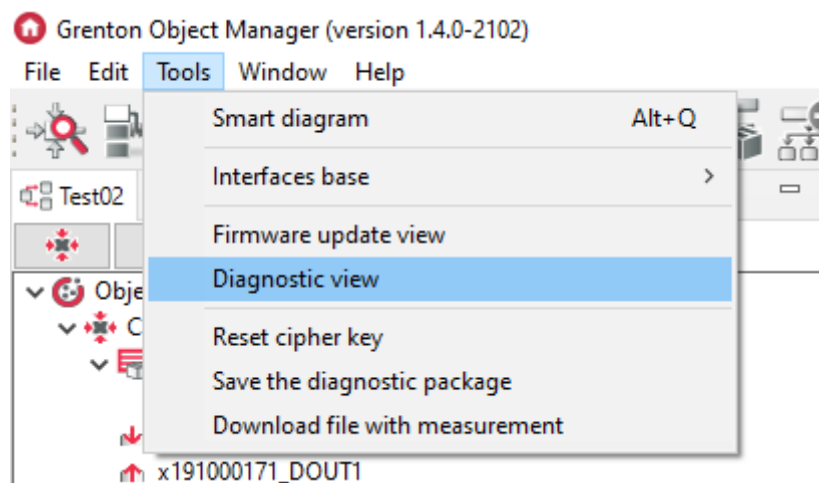 Grenton Object Manager (version 1.4.0-2102)
File Edit Tools Window Help
Smart diagram Alt+Q
Interfaces base
Test02
Firmware update view
Diagnostic view
Reset cipher key
Save the diagnostic package
Download file with measurement
x191000171_DOUT1